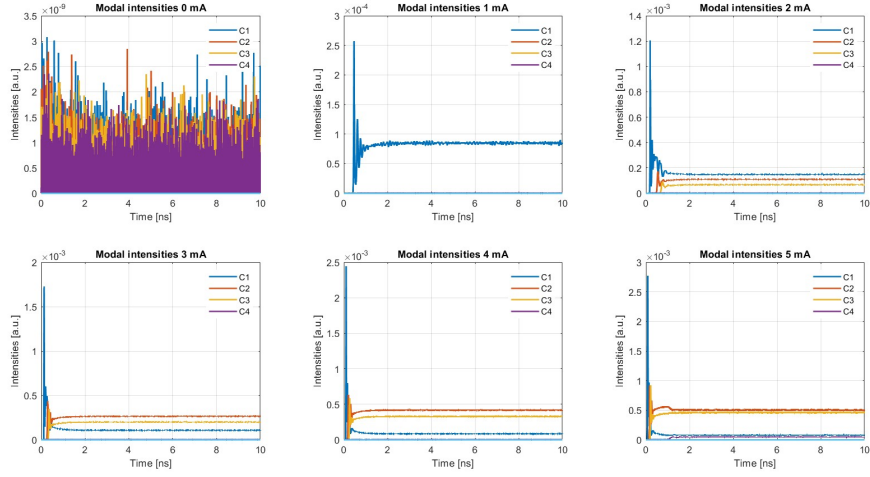 Modal intensities 0 mA
×10-9
3.5
3
2.5
2
1.5
1
0.5
0
Intensities [a.u.]
C1
C2
C3
C4
0 2 4 6 8 10
Time [ns]
Modal intensities 1 mA
×10-4
3
2.5
2
1.5
1
0.5
0
Intensities [a.u.]
C1
C2
C3
C4
0 2 4 6 8 10
Time [ns]
Modal intensities 2 mA
×10-3
1.4
1.2
1
0.8
0.6
0.4
0.2
0
Intensities [a.u.]
C1
C2
C3
C4
0 2 4 6 8 10
Time [ns]
Modal intensities 3 mA
×10-3
2
1.5
1
0.5
0
Intensities [a.u.]
C1
C2
C3
C4
0 2 4 6 8 10
Time [ns]
Modal intensities 4 mA
×10-3
2.5
2
1.5
1
0.5
0
Intensities [a.u.]
C1
C2
C3
C4
0 2 4 6 8 10
Time [ns]
Modal intensities 5 mA
×10-3
3
2.5
2
1.5
1
0.5
0
Intensities [a.u.]
C1
C2
C3
C4
0 2 4 6 8 10
Time [ns]